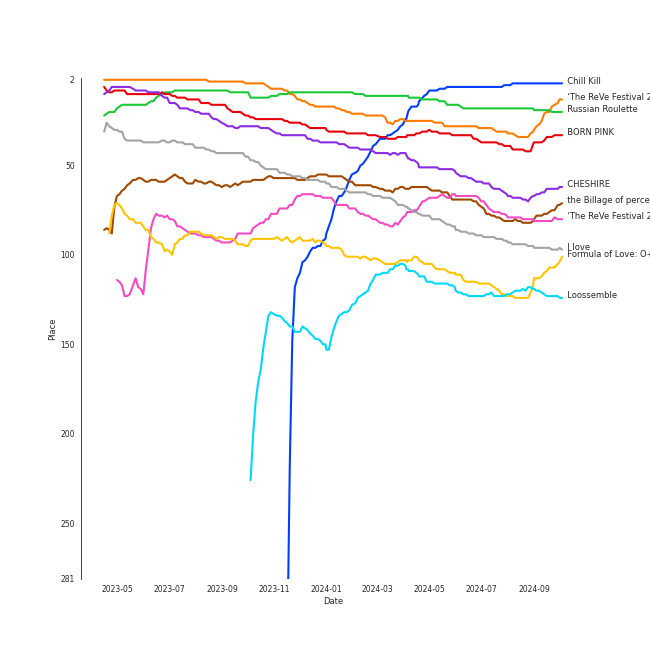 2
50
100
150
200
250
281
Place
2023-05
2023-07
2023-09
2023-11
2024-01
2024-03
2024-05
2024-07
2024-09
Date
Chill Kill
'The ReVe Festival 2
Russian Roulette
BORN PINK
CHESHIRE
the Billage of perce
'The ReVe Festival 2
I love
Formula of Love: O+
Loossemble